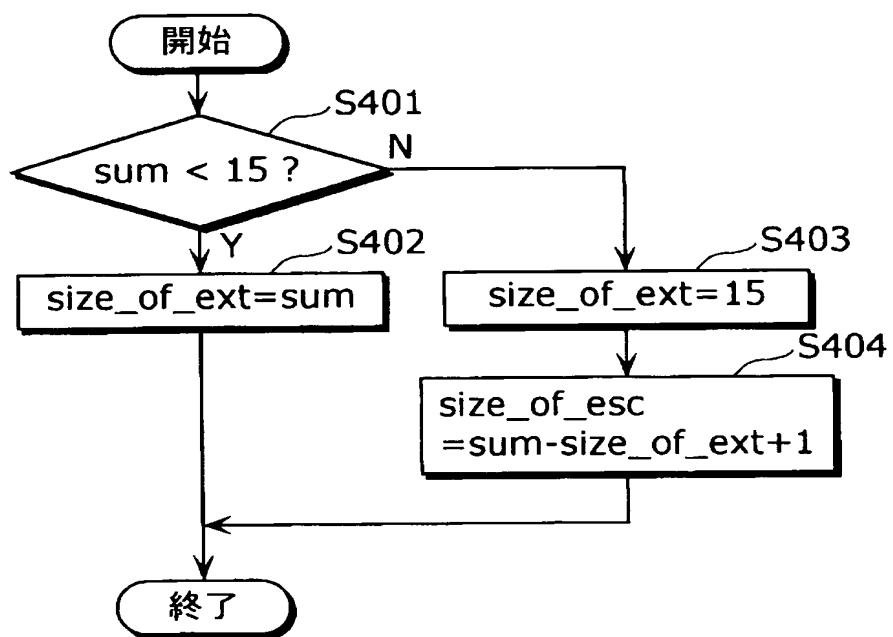 開始
S401
sum < 15 ?
N
Y
S402
size_of_ext=sum
S403
size_of_ext=15
S404
size_of_esc
=sum-size_of_ext+1
終了